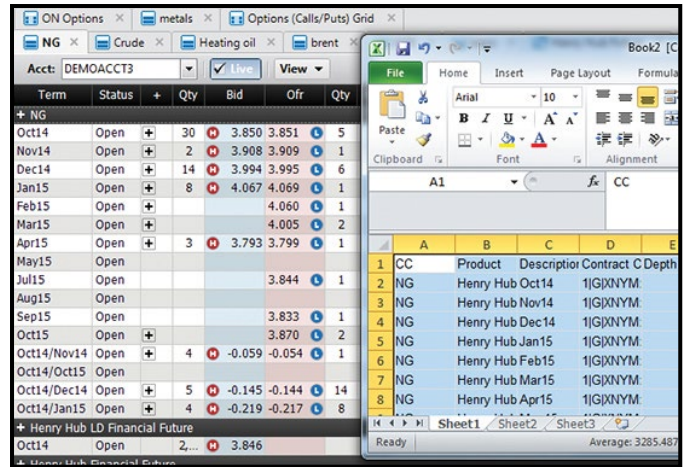 ON Options × metals × Options (Calls/Puts) Grid ×
NG × Crude × Heating oil × brent ×
Acct: DEMOACCT3 Live View
Term Status + Qty Bid Ofr Qty
+ NG
Oct14 Open + 30 H 3.850 3.851 L 5
Nov14 Open + 2 H 3.908 3.909 L 1
Dec14 Open + 14 H 3.994 3.995 L 6
Jan15 Open + 8 H 4.067 4.069 L 1
Feb15 Open + 4.060 L 1
Mar15 Open + 4.005 L 2
Apr15 Open + 3 H 3.793 3.799 L 1
May15 Open
Jul15 Open 3.844 L 1
Aug15 Open
Sep15 Open 3.833 L 1
Oct15 Open + 3.870 L 2
Oct14/Nov14 Open + 4 H -0.059 -0.054 L 1
Oct14/Oct15 Open
Oct14/Dec14 Open + 5 H -0.145 -0.144 L 14
Oct14/Jan15 Open + 4 H -0.219 -0.217 L 8
+ Henry Hub LD Financial Future
Oct14 Open 2,... H 3.846
+ Henry Hub Financial Future
Book2 [C
File Home Insert Page Layout Formula
Paste Arial 10
B I U A A
Clipboard Font Alignment
A1 fx CC
A B C D E
1 CC Product Description Contract C Depth
2 NG Henry Hub Oct14 1|G|XNYM:
3 NG Henry Hub Nov14 1|G|XNYM:
4 NG Henry Hub Dec14 1|G|XNYM:
5 NG Henry Hub Jan15 1|G|XNYM:
6 NG Henry Hub Feb15 1|G|XNYM:
7 NG Henry Hub Mar15 1|G|XNYM:
8 NG Henry Hub Apr15 1|G|XNYM:
Sheet1 Sheet2 Sheet3
Ready Average: 3285.487